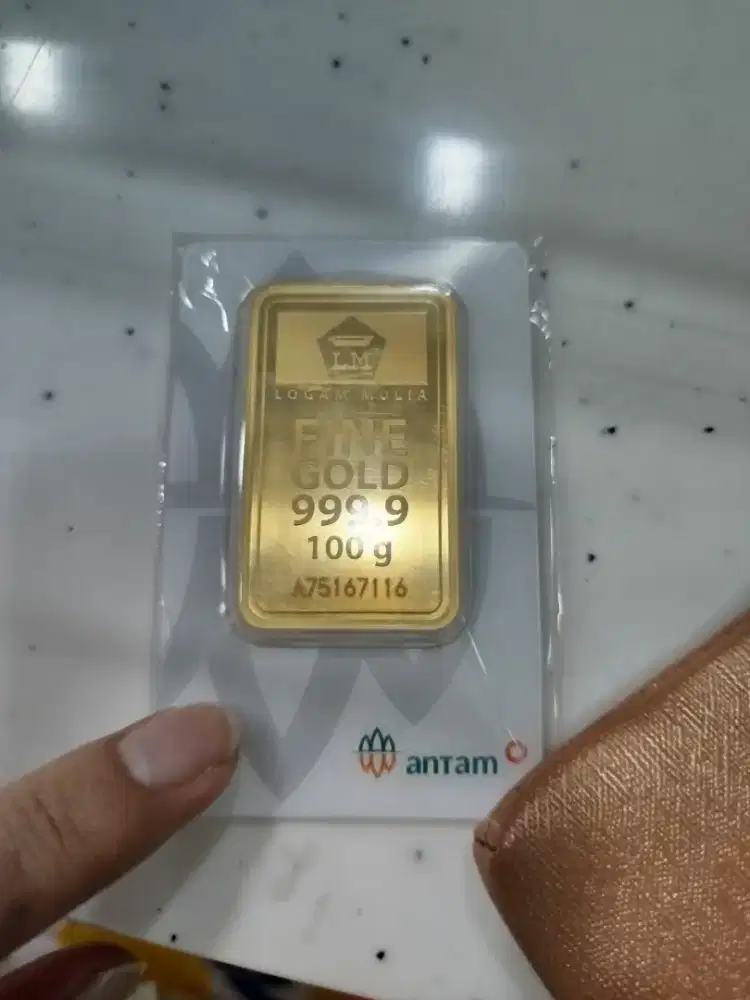 LM
LOGAM MULIA
FINE
GOLD
999.9
100 g
A75167116
antam